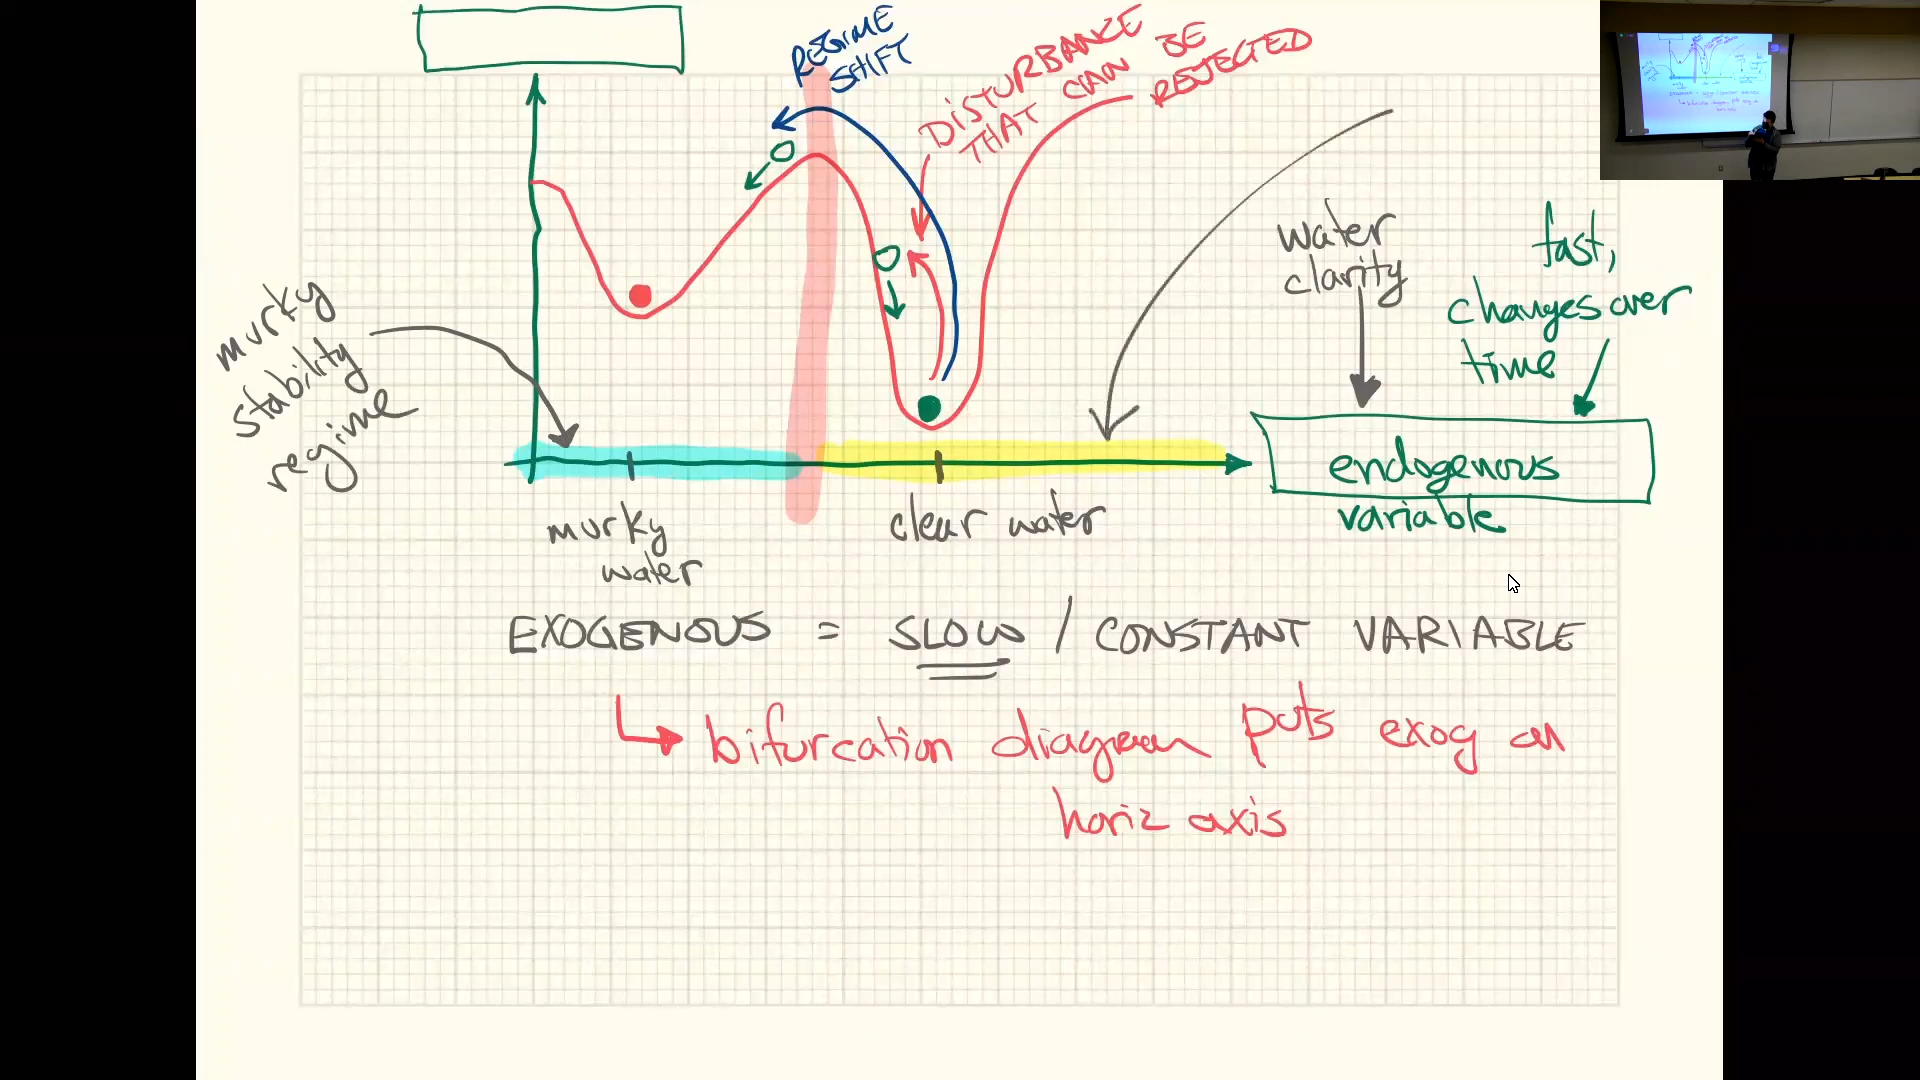 REGIME
SHIFT
DISTURBANCE
THAT CAN BE
REJECTED
water
clarity
fast,
changes over
time
murky
stability
regime
endogenous
variable
murky
water
clear water
EXOGENOUS = SLOW / CONSTANT VARIABLE
bifurcation diagram puts exog on
horiz axis